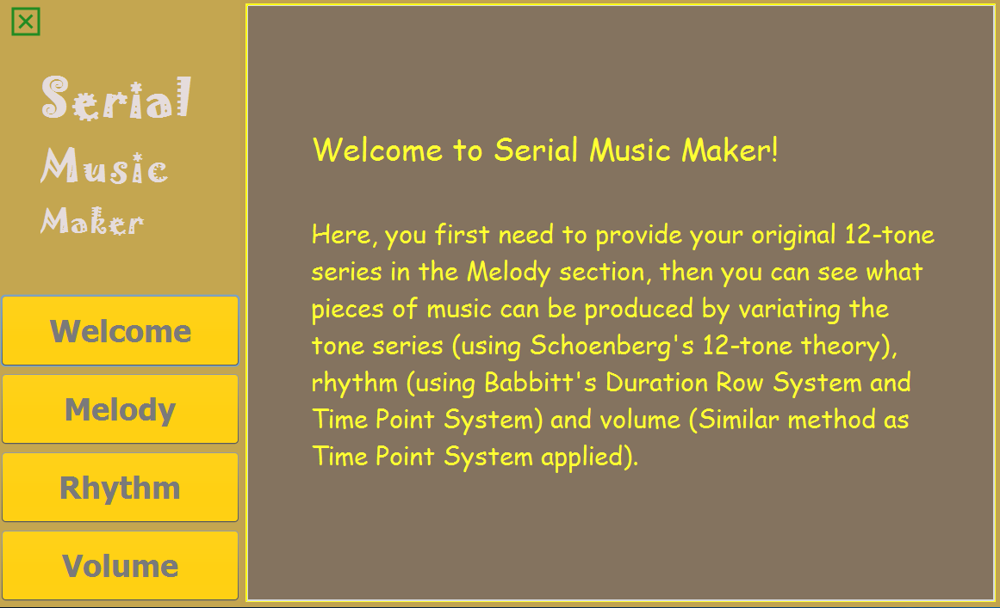 Serial
Music
Maker
Welcome
Melody
Rhythm
Volume
Welcome to Serial Music Maker!
Here, you first need to provide your original 12-tone
series in the Melody section, then you can see what
pieces of music can be produced by variating the
tone series (using Schoenberg's 12-tone theory),
rhythm (using Babbitt's Duration Row System and
Time Point System) and volume (Similar method as
Time Point System applied).